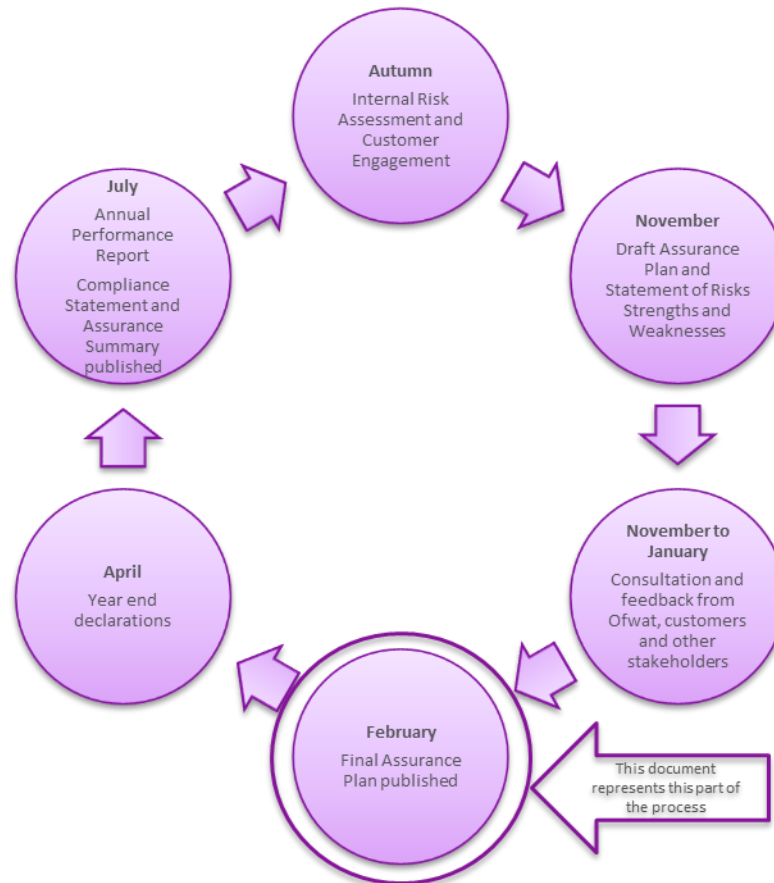 Autumn
Internal Risk
Assessment and
Customer
Engagement
November
Draft Assurance
Plan and
Statement of Risks
Strengths and
Weaknesses
November to
January
Consultation and
feedback from
Ofwat, customers
and other
stakeholders
February
Final Assurance
Plan published
This document
represents this part of
the process
April
Year end
declarations
July
Annual
Performance
Report
Compliance
Statement and
Assurance
Summary
published